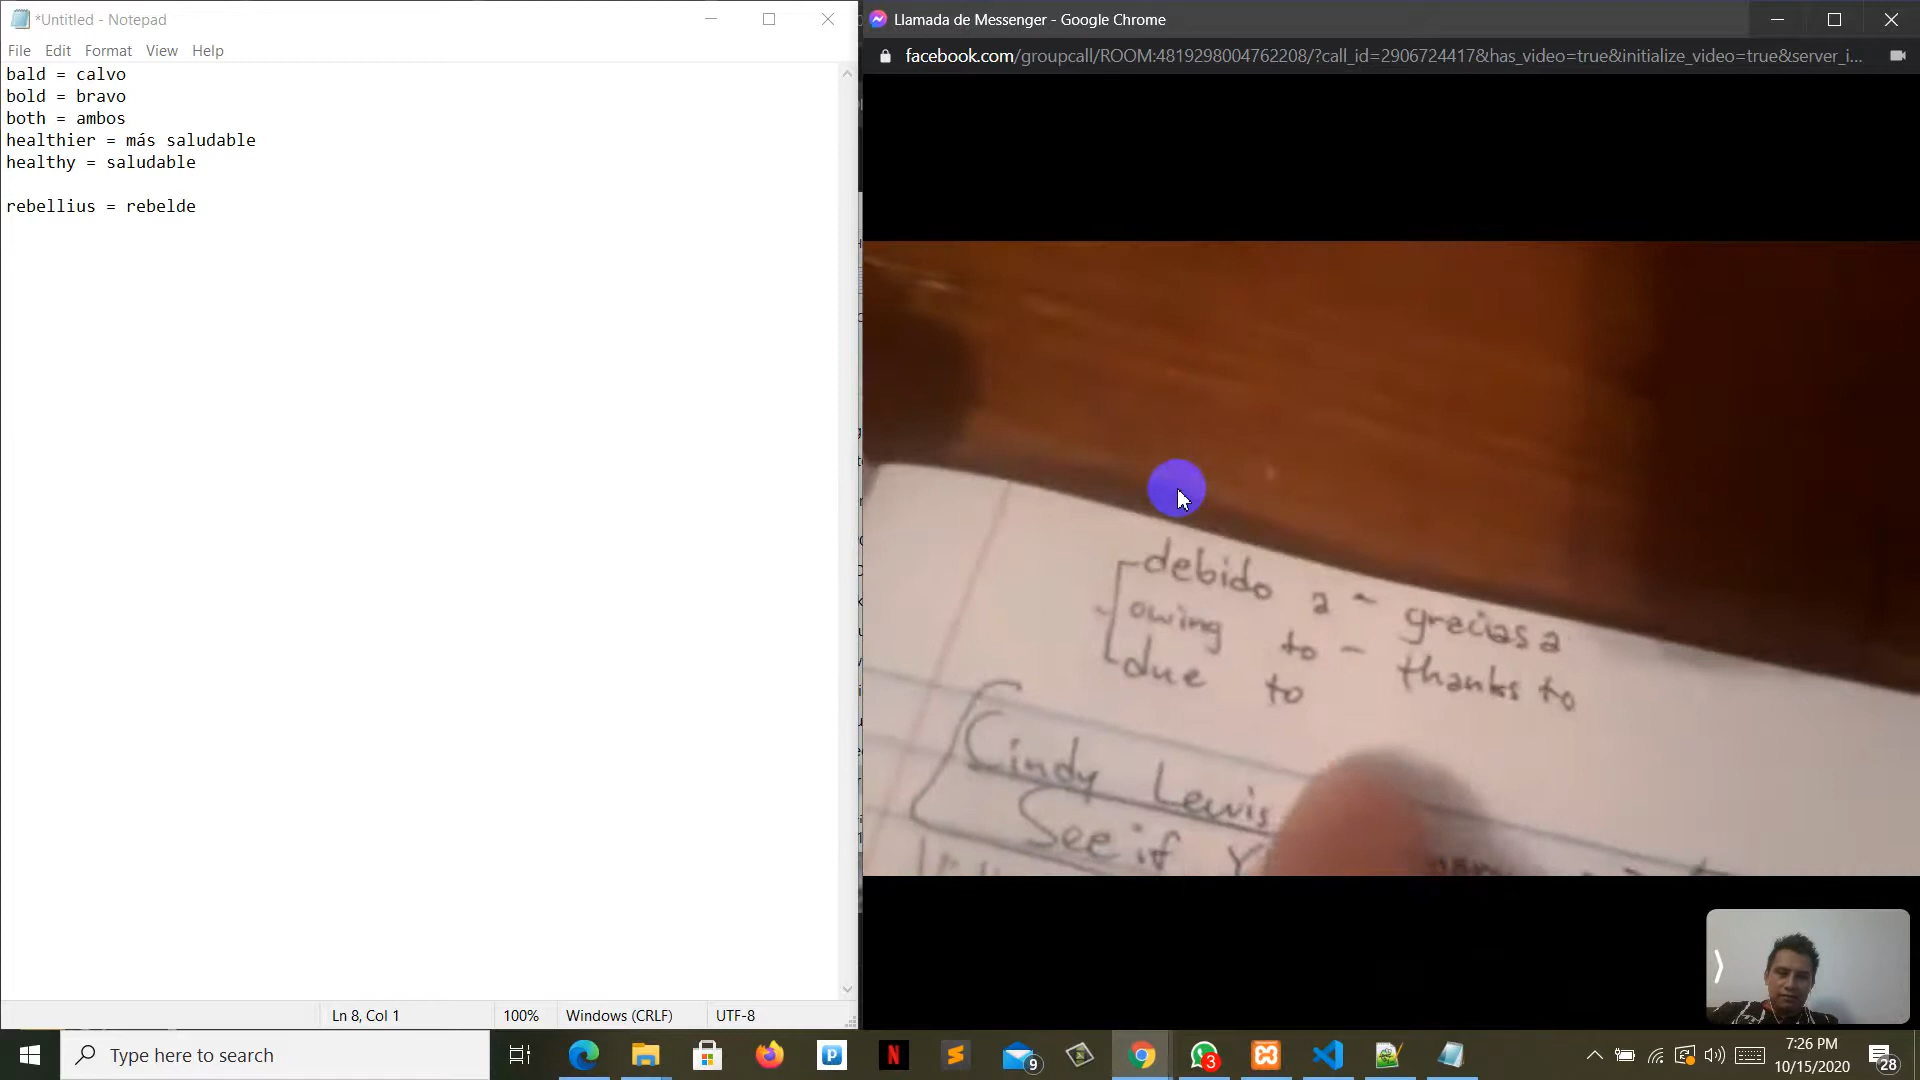 *Untitled - Notepad
File Edit Format View Help
bald = calvo
bold = bravo
both = ambos
healthier = más saludable
healthy = saludable
rebellius = rebelde
Ln 8, Col 1 100% Windows (CRLF) UTF-8
Llamada de Messenger - Google Chrome
facebook.com/groupcall/ROOM:4819298004762208/?call_id=2906724417&has_video=true&initialize_video=true&server_i...
debido a ~ gracias a
owing to - thanks to
due to
Cindy Lewis
See if
Type here to search
9
3
7:26 PM
10/15/2020
28